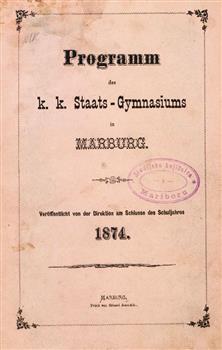 Programm
des
k. k. Staats-Gymnasiums
in
MARBURG.
Veröffentlicht von der Direktion am Schlusse des Schuljahres
1874.
MARBURG,